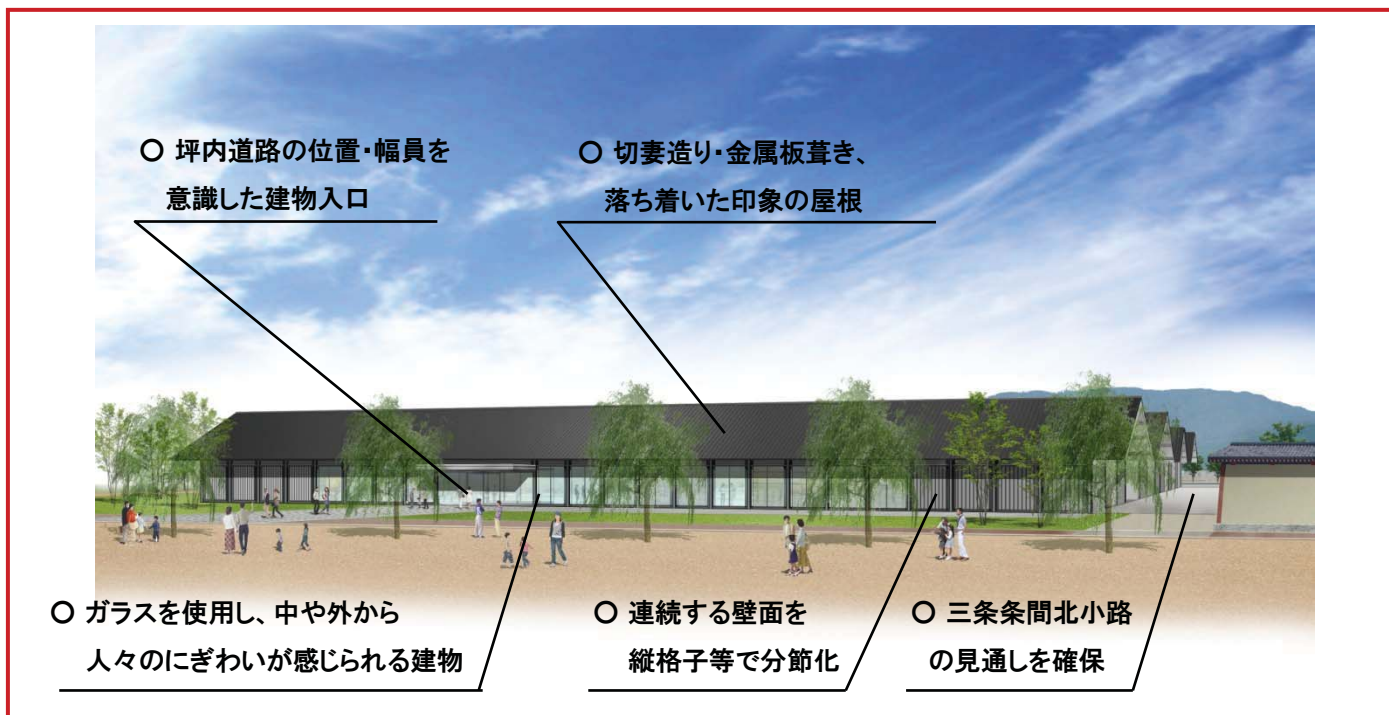 〇 坪内道路の位置・幅員を
意識した建物入口
〇 切妻造り・金属板葺き、
落ち着いた印象の屋根
〇 ガラスを使用し、中や外から
人々のにぎわいが感じられる建物
〇 連続する壁面を
縦格子等で分節化
〇 三条条間北小路
の見通しを確保